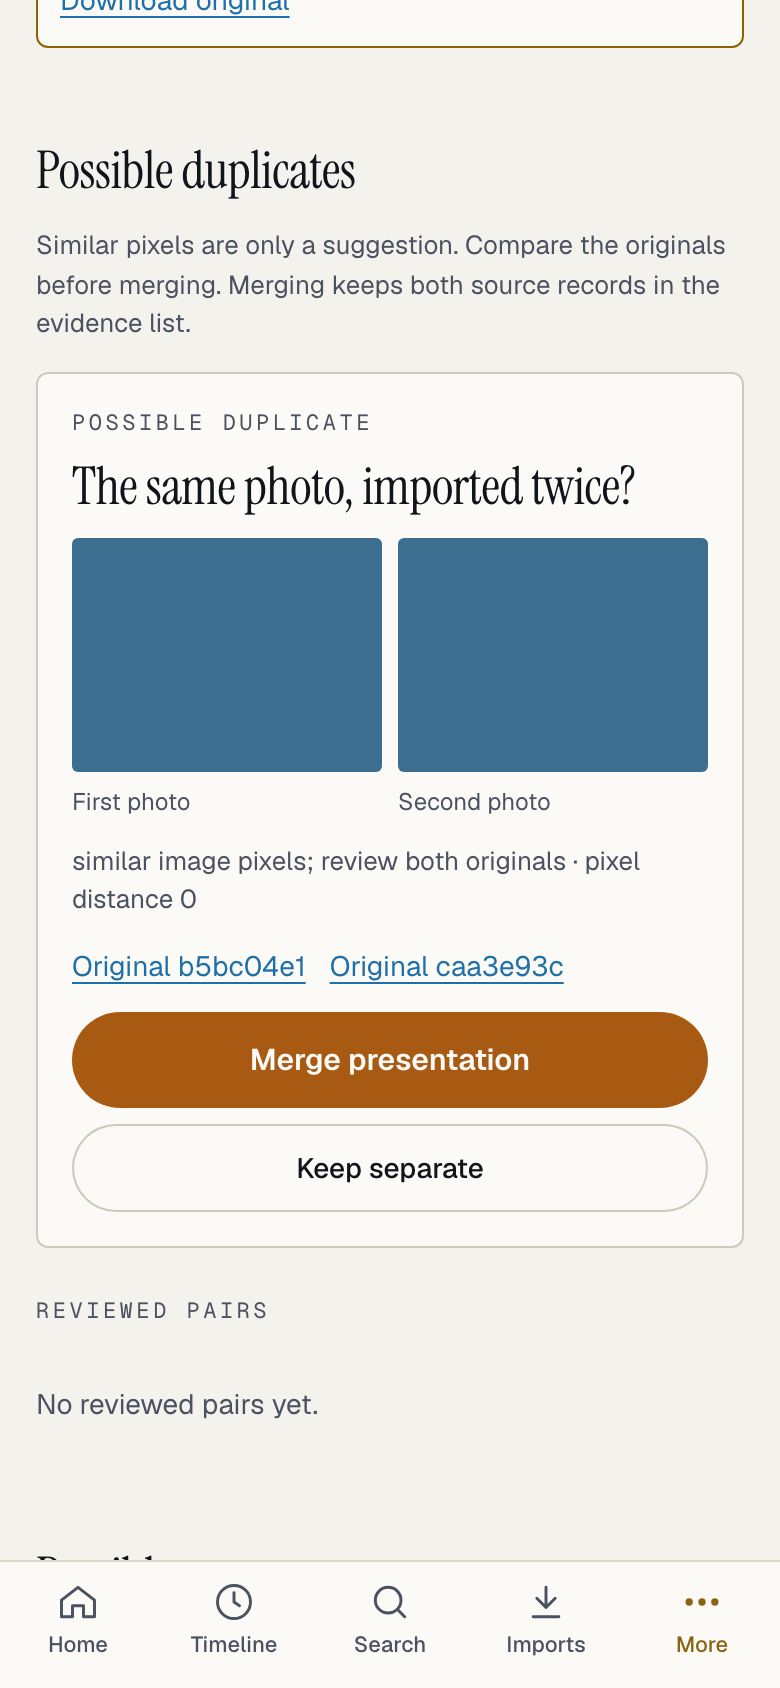 Download original
Possible duplicates
Similar pixels are only a suggestion. Compare the originals
before merging. Merging keeps both source records in the
evidence list.
POSSIBLE DUPLICATE
The same photo, imported twice?
First photo
Second photo
similar image pixels; review both originals · pixel
distance 0
Original b5bc04e1 Original caa3e93c
Merge presentation
Keep separate
REVIEWED PAIRS
No reviewed pairs yet.
Home
Timeline
Search
Imports
More